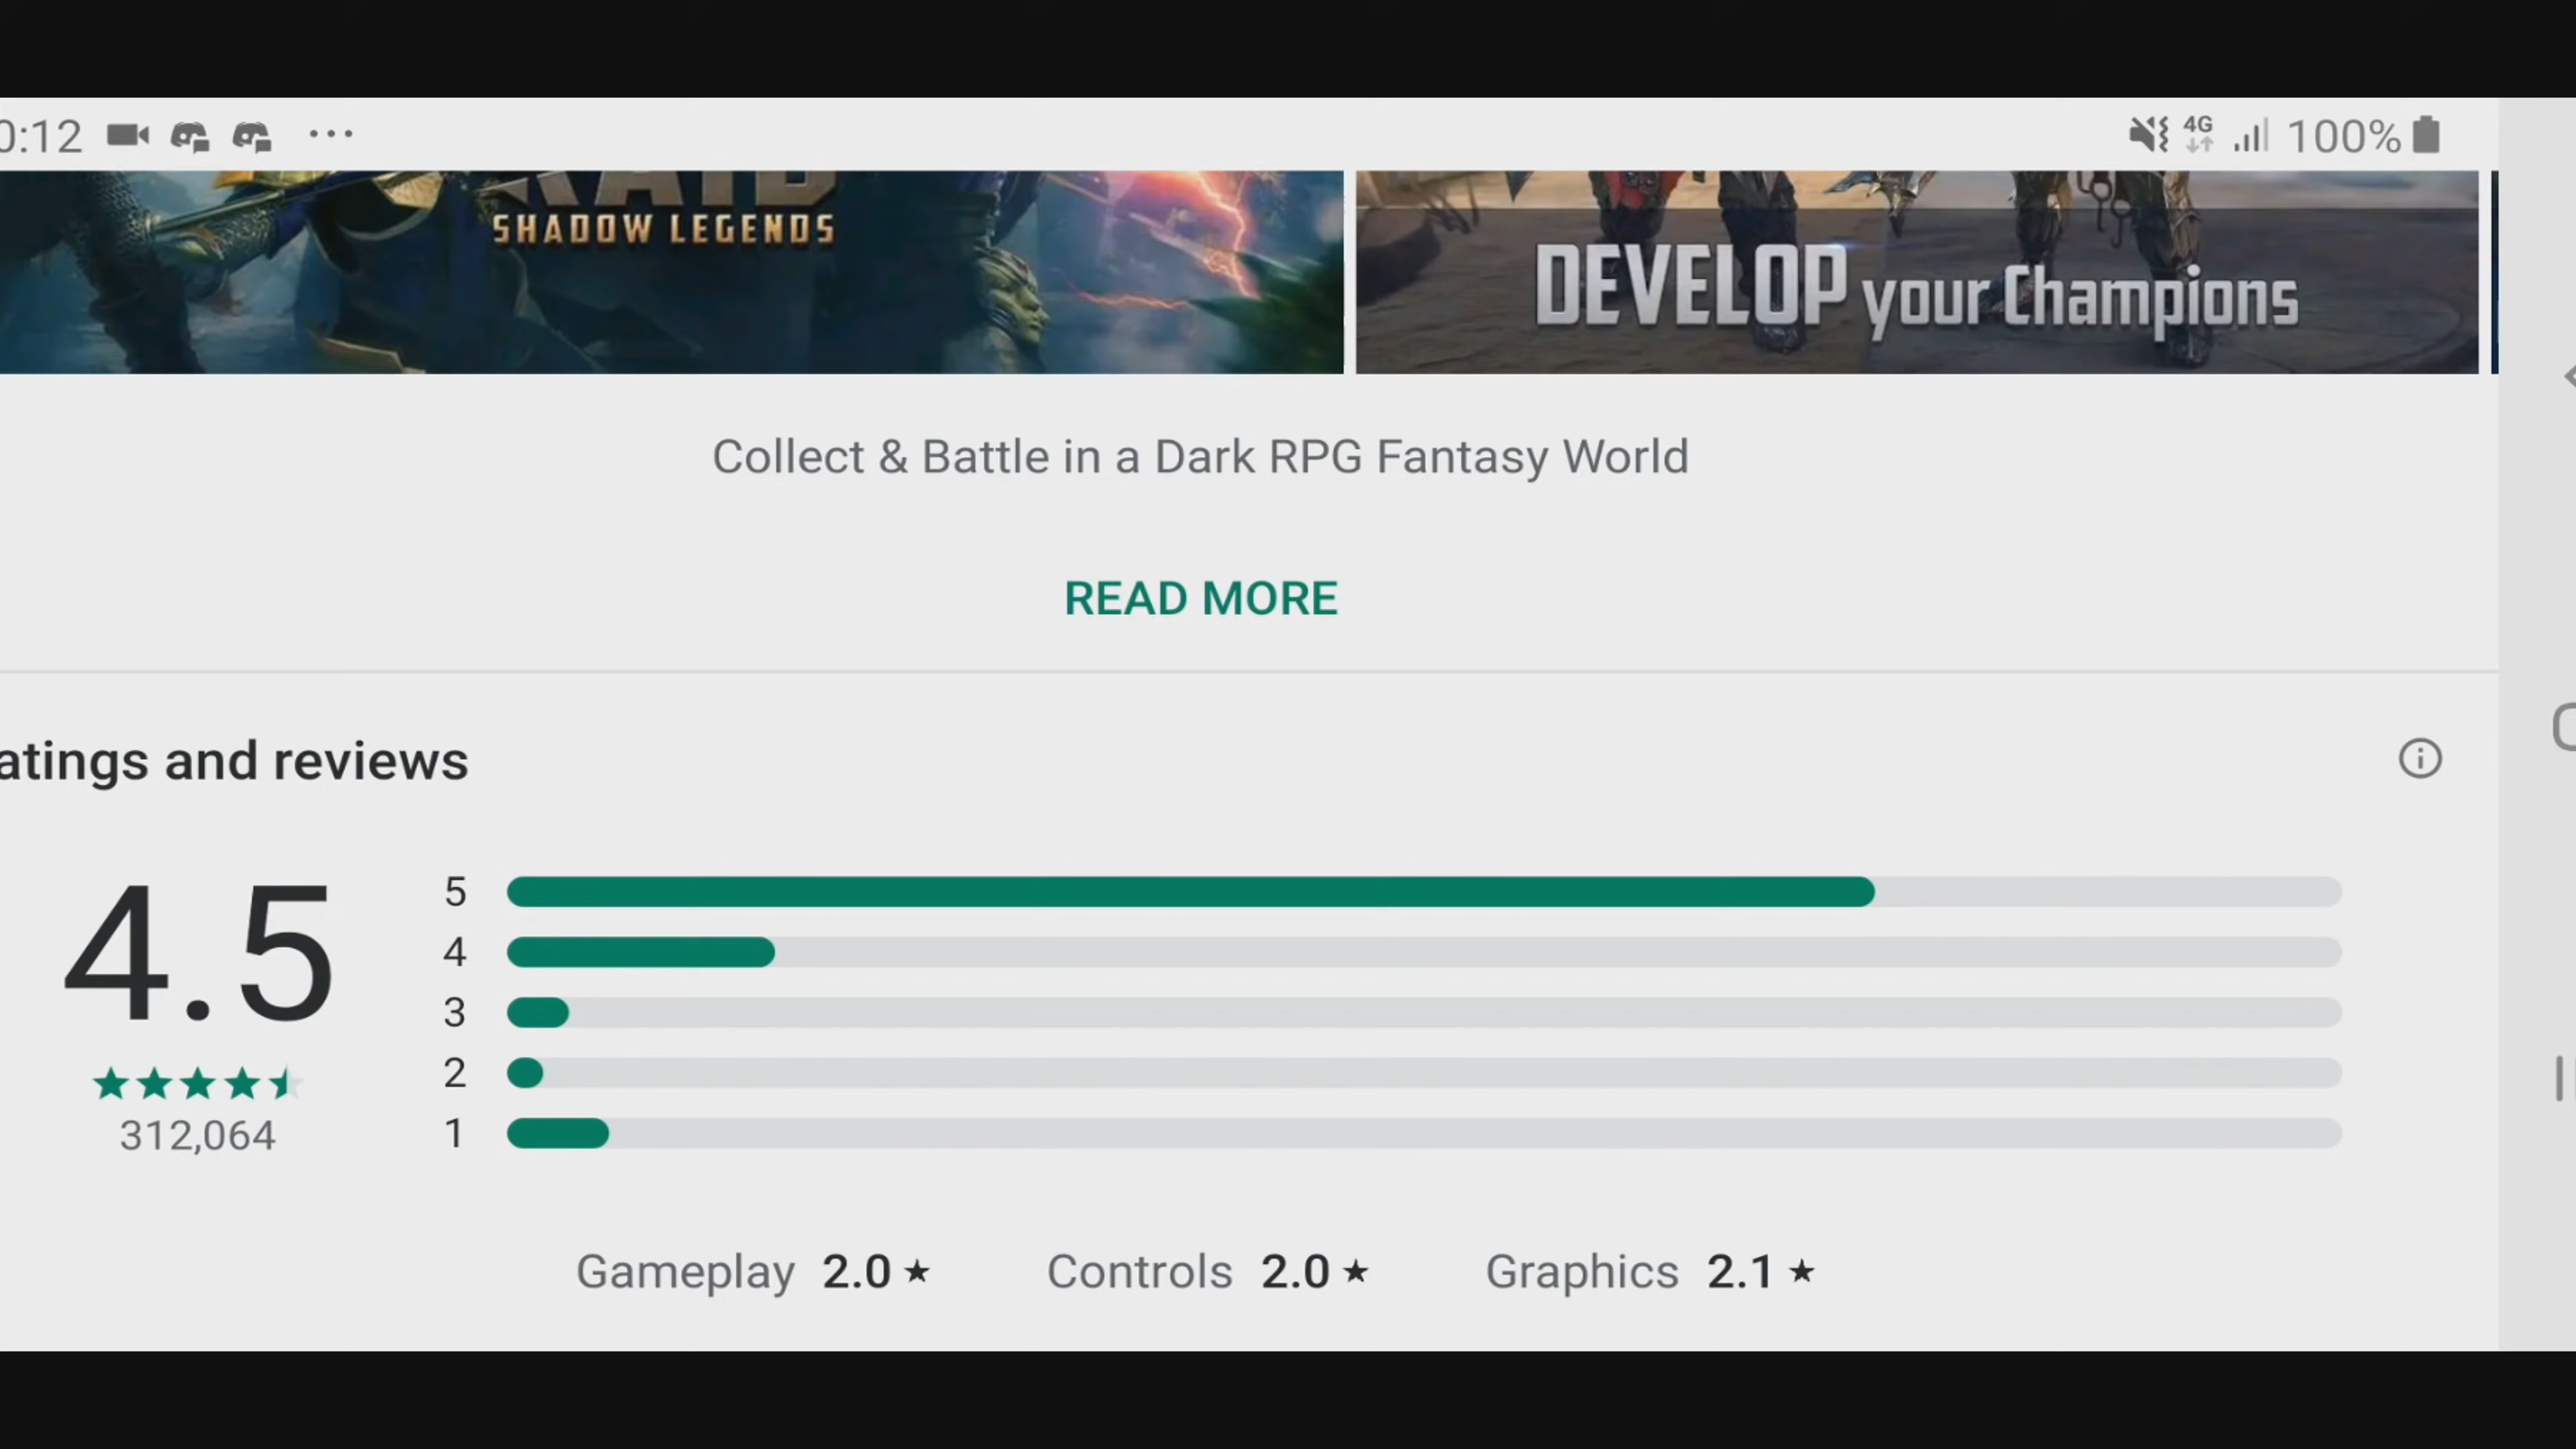 0:12
4G
100%
RAID
SHADOW LEGENDS
DEVELOP your Champions
Collect & Battle in a Dark RPG Fantasy World
READ MORE
atings and reviews
4.5
312,064
5
4
3
2
1
Gameplay 2.0 ★
Controls 2.0 ★
Graphics 2.1 ★